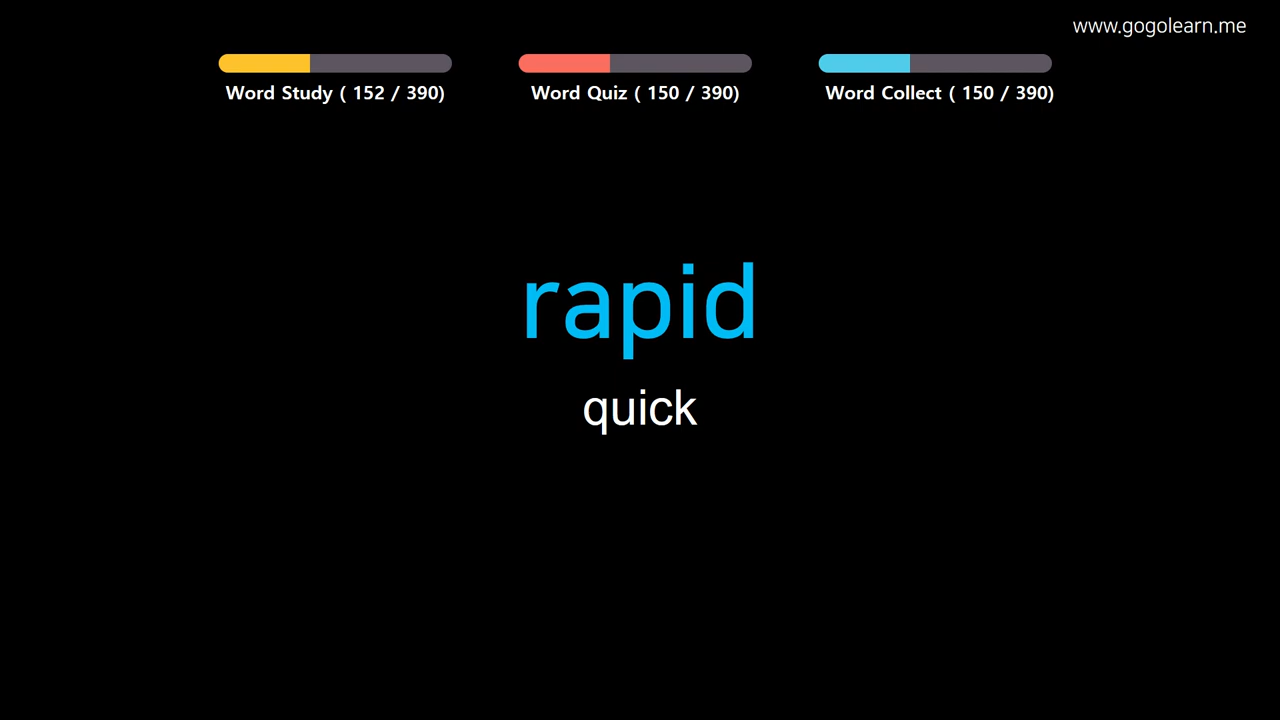 www.gogolearn.me
Word Study ( 152 / 390)
Word Quiz ( 150 / 390)
Word Collect ( 150 / 390)
rapid
quick